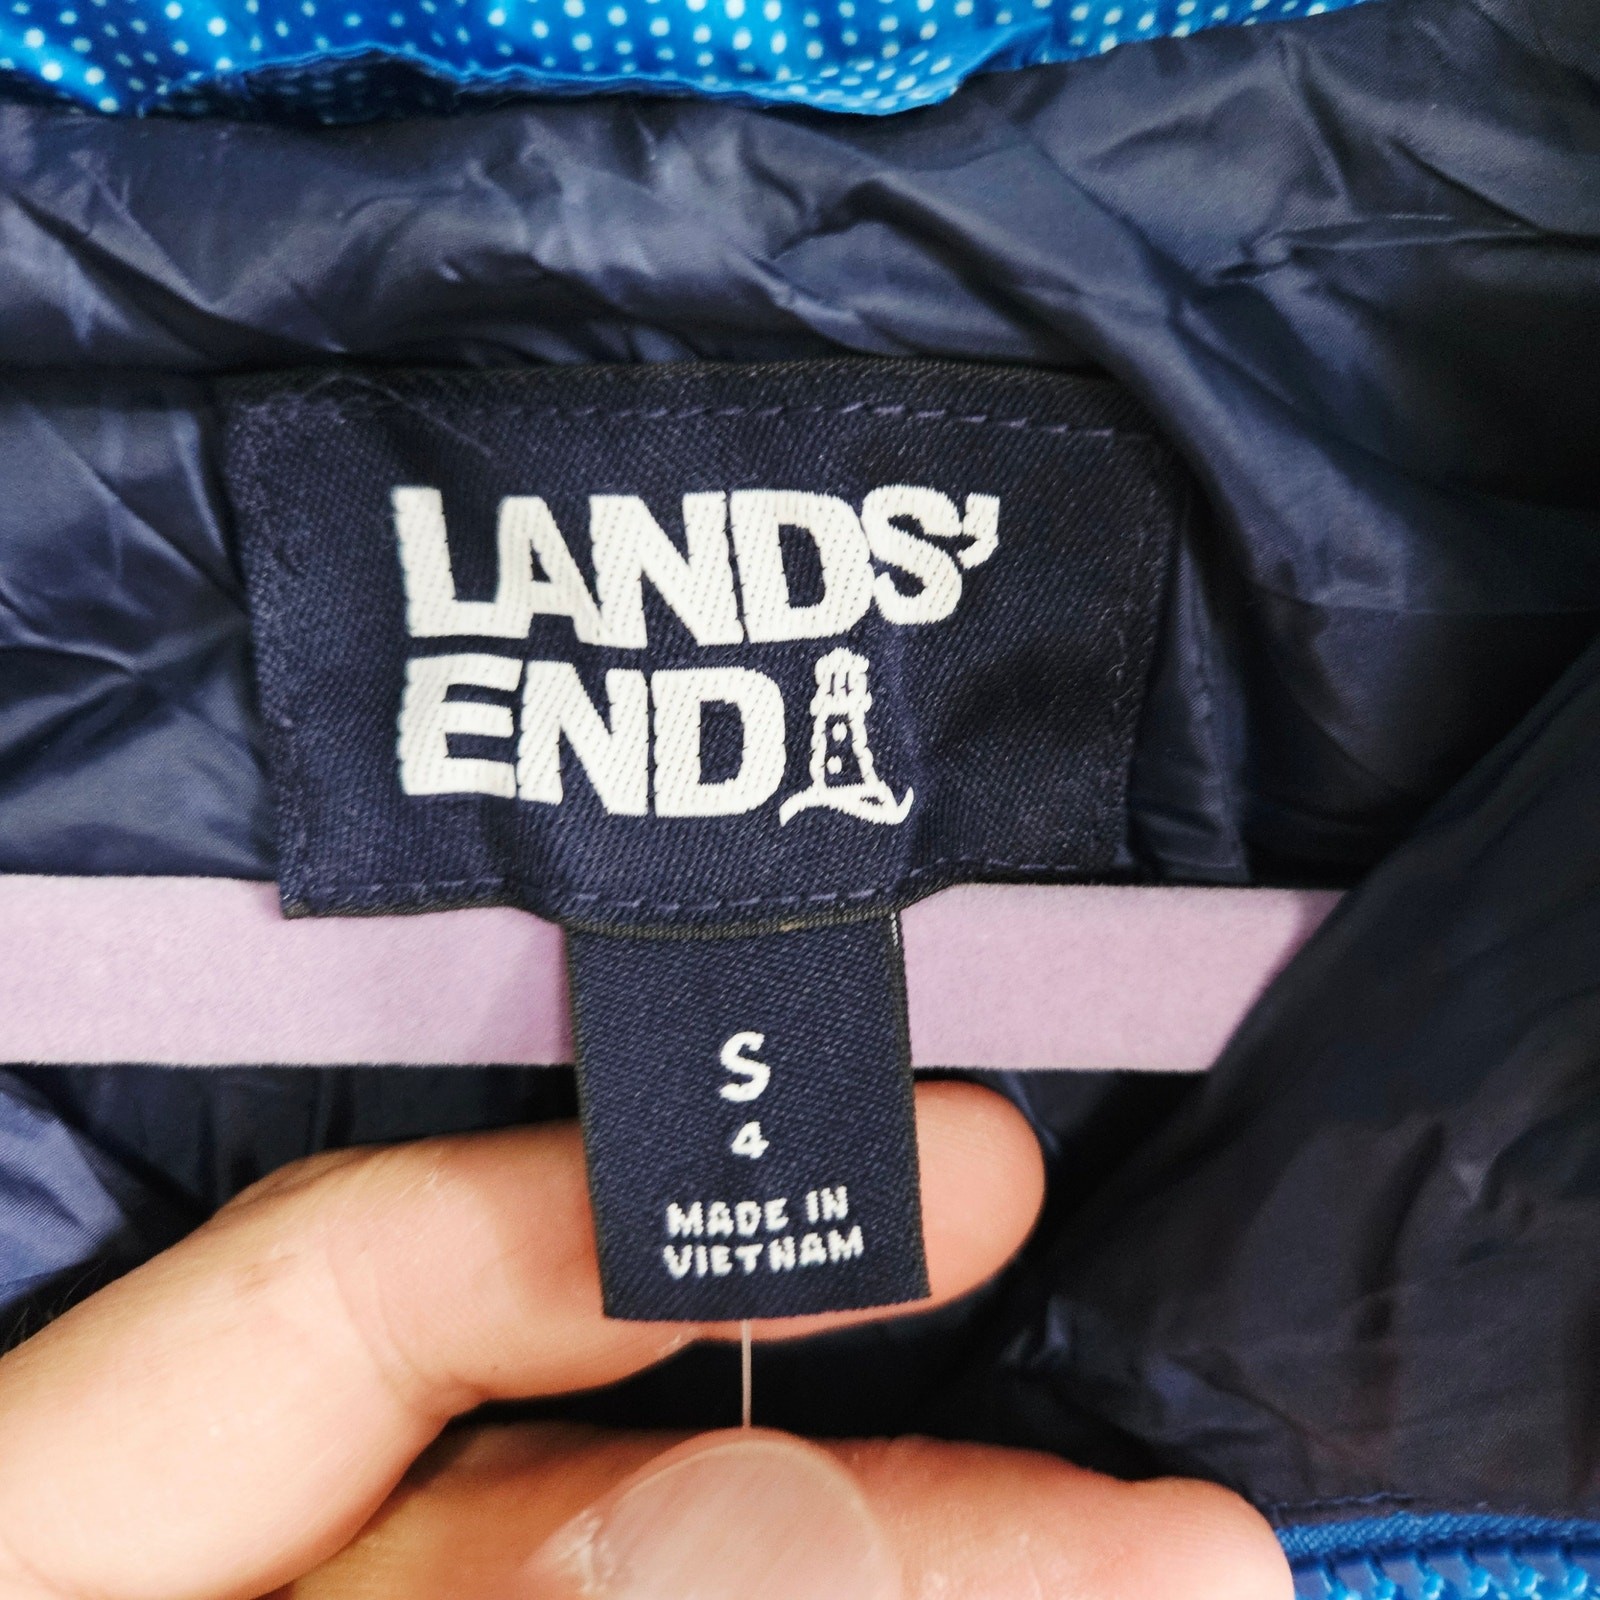 LANDS'
END
S
4
MADE IN
VIETNAM